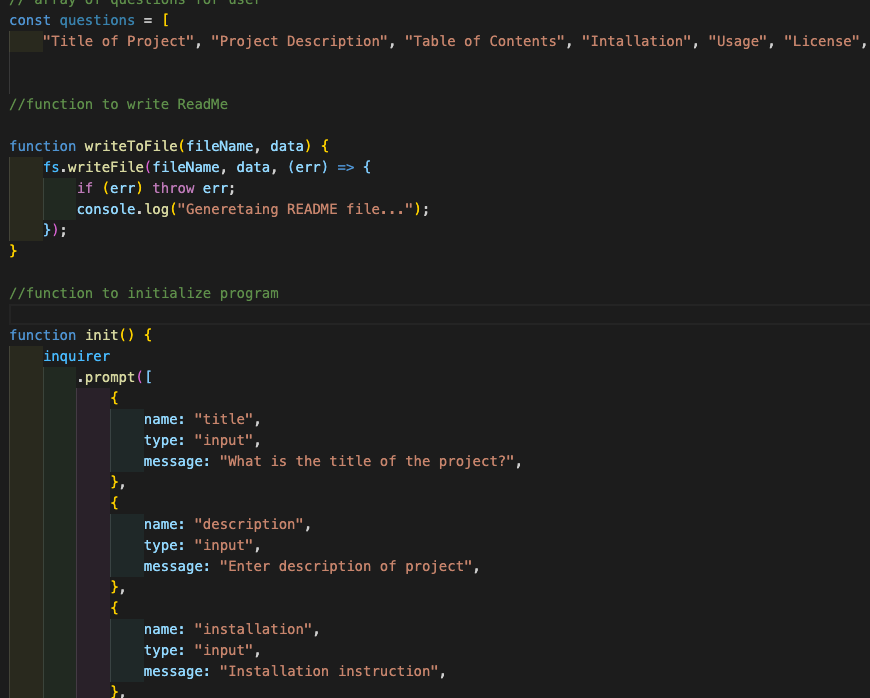 // array of questions for user
const questions = [
    "Title of Project", "Project Description", "Table of Contents", "Intallation", "Usage", "License",
//function to write ReadMe
function writeToFile(fileName, data) {
    fs.writeFile(fileName, data, (err) => {
        if (err) throw err;
        console.log("Generetaing README file...");
    });
}
//function to initialize program
function init() {
    inquirer
        .prompt([
            {
                name: "title",
                type: "input",
                message: "What is the title of the project?",
            },
            {
                name: "description",
                type: "input",
                message: "Enter description of project",
            },
            {
                name: "installation",
                type: "input",
                message: "Installation instruction",
            },